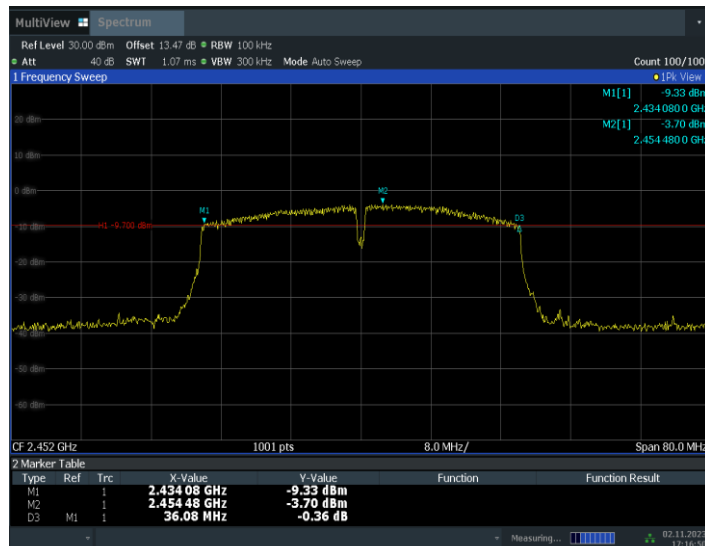 MultiView Spectrum
Ref Level 30.00 dBm Offset 13.47 dB RBW 100 kHz
Att 40 dB SWT 1.07 ms VBW 300 kHz Mode Auto Sweep Count 100/100
1 Frequency Sweep 1Pk View
M1[1] -9.33 dBm
2.434 080 0 GHz
20 dBm M2[1] -3.70 dBm
2.454 480 0 GHz
10 dBm
0 dBm M2
M1 D3
-10 dBm H1 -9.700 dBm
-20 dBm
-30 dBm
-40 dBm
-50 dBm
-60 dBm
CF 2.452 GHz 1001 pts 8.0 MHz/ Span 80.0 MHz
2 Marker Table
Type Ref Trc X-Value Y-Value Function Function Result
M1 1 2.434 08 GHz -9.33 dBm
M2 1 2.454 48 GHz -3.70 dBm
D3 M1 1 36.08 MHz -0.36 dB
Measuring... 02.11.2023